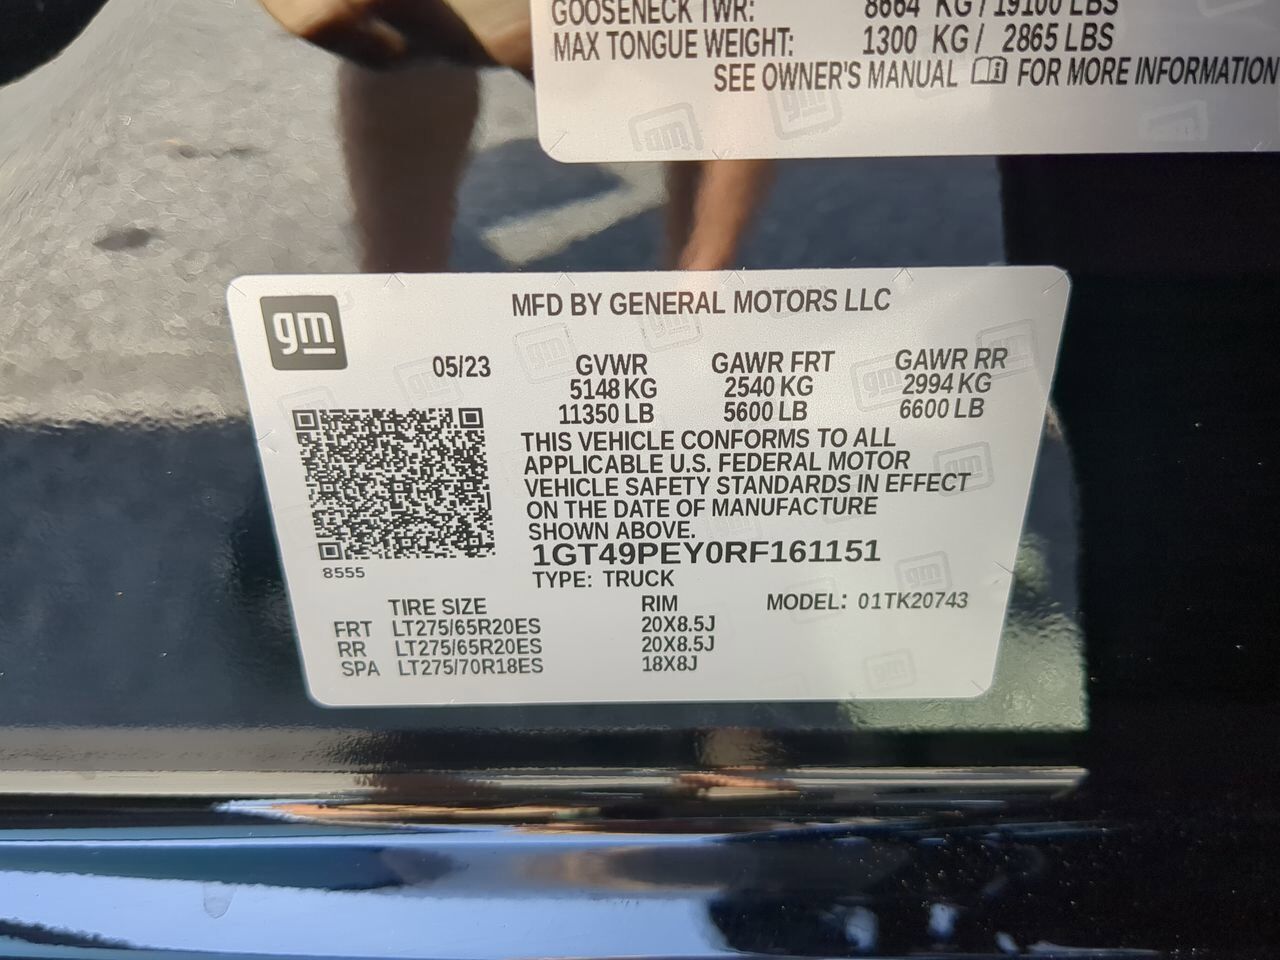 GOOSENECK TWR: 8664 KG / 19100 LBS
MAX TONGUE WEIGHT: 1300 KG / 2865 LBS
SEE OWNER'S MANUAL FOR MORE INFORMATION
gm
MFD BY GENERAL MOTORS LLC
05/23 GVWR GAWR FRT GAWR RR
5148 KG 2540 KG 2994 KG
11350 LB 5600 LB 6600 LB
THIS VEHICLE CONFORMS TO ALL
APPLICABLE U.S. FEDERAL MOTOR
VEHICLE SAFETY STANDARDS IN EFFECT
ON THE DATE OF MANUFACTURE
SHOWN ABOVE.
1GT49PEY0RF161151
8555
TYPE: TRUCK
TIRE SIZE RIM MODEL: 01TK20743
FRT LT275/65R20ES 20X8.5J
RR LT275/65R20ES 20X8.5J
SPA LT275/70R18ES 18X8J